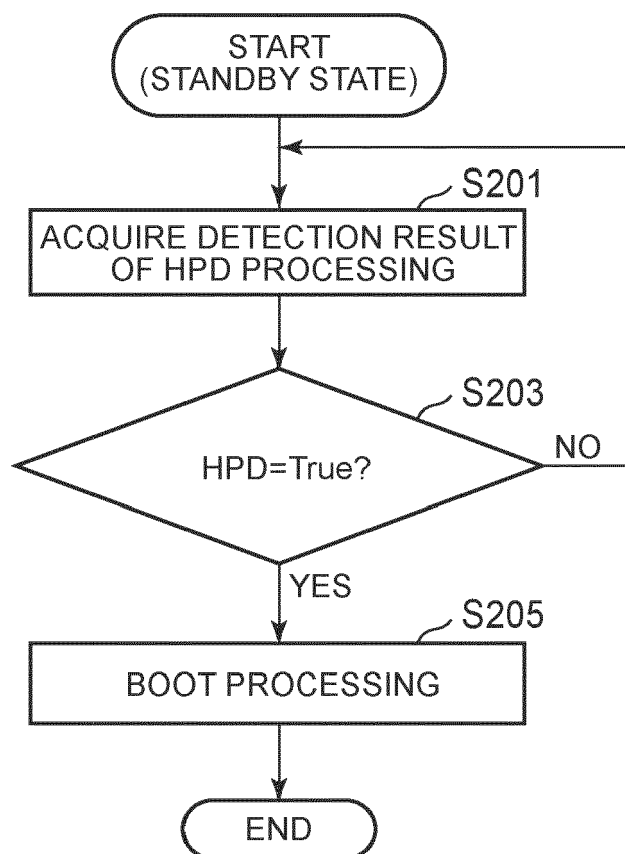 START
(STANDBY STATE)
S201
ACQUIRE DETECTION RESULT
OF HPD PROCESSING
S203
HPD=True?
NO
YES
S205
BOOT PROCESSING
END